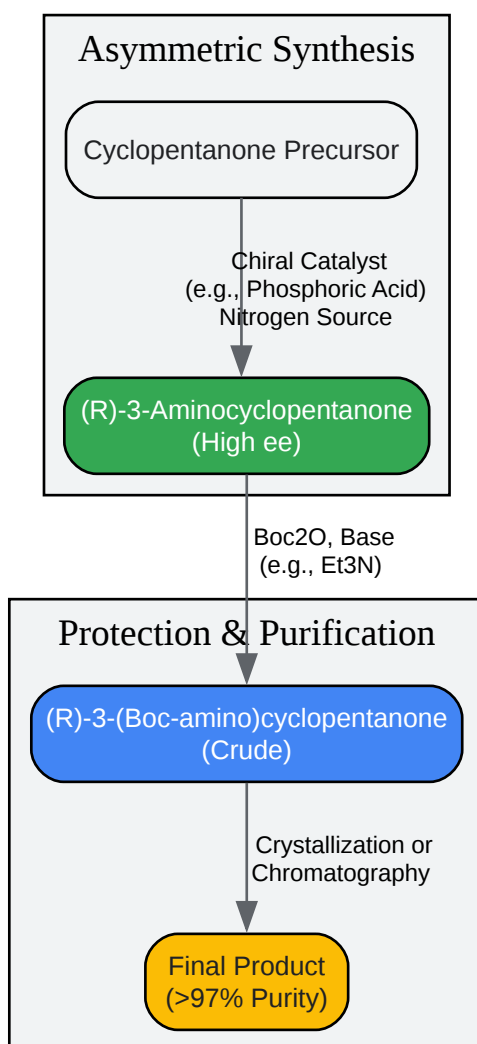 Asymmetric Synthesis
Cyclopentanone Precursor
Chiral Catalyst
(e.g., Phosphoric Acid)
Nitrogen Source
(R)-3-Aminocyclopentanone
(High ee)
Boc2O, Base
(e.g., Et3N)
Protection & Purification
(R)-3-(Boc-amino)cyclopentanone
(Crude)
Crystallization or
Chromatography
Final Product
(>97% Purity)